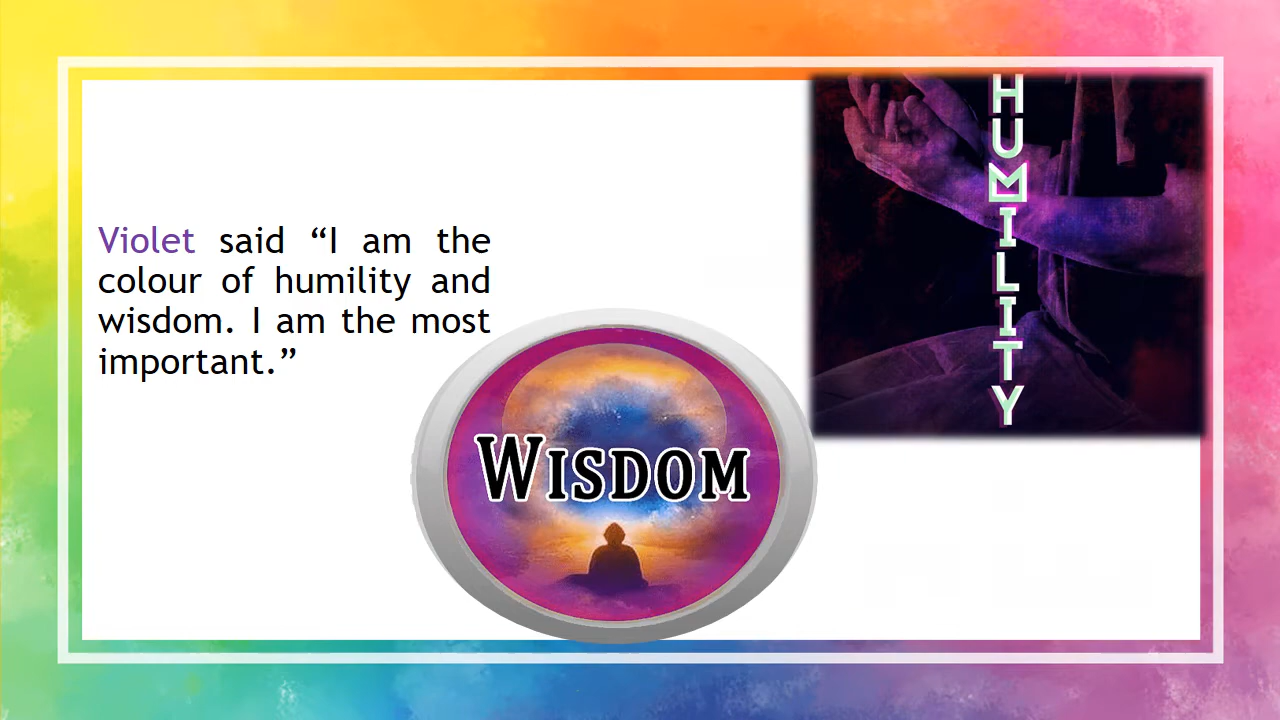 Violet said “I am the
colour of humility and
wisdom. I am the most
important.”
WISDOM
HUMILITY